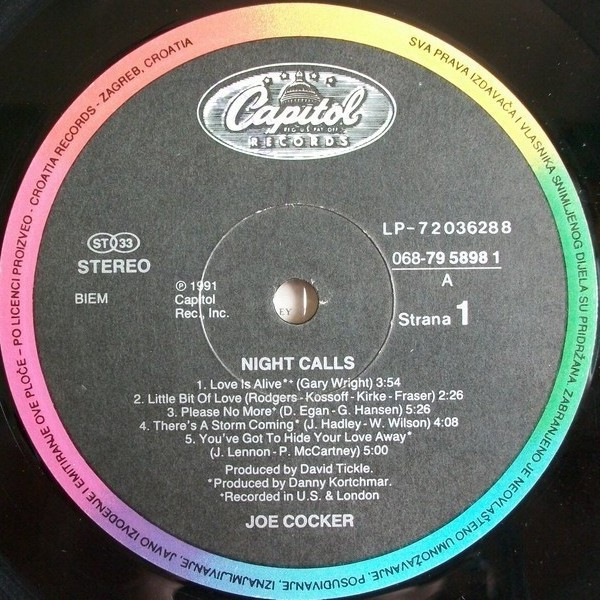 PO LICENCI PROIZVEO - CROATIA RECORDS - ZAGREB, CROATIA
SVA PRAVA IZDAVAČA I VLASNIKA SNIMLJENOG DIJELA SU PRIDRŽANA. ZABRANJENO JE NEOVLAŠTENO UMNOŽAVANJE, POSUDIVANJE, IZNAJMLJIVANJE, JAVNO IZVOĐENJE I EMITIRANJE OVE PLOČE -
Capitol
REG. U.S. PAT. OFF.
RECORDS
LP-72036288
ST 33
STEREO
068-79 5898 1
A
BIEM
℗ 1991
Capitol
Rec., Inc.
EY
Strana 1
NIGHT CALLS
1. Love Is Alive*+ (Gary Wright) 3:54
2. Little Bit Of Love (Rodgers - Kossoff - Kirke - Fraser) 2:26
3. Please No More+ (D. Egan - G. Hansen) 5:26
4. There's A Storm Coming* (J. Hadley - W. Wilson) 4:08
5. You've Got To Hide Your Love Away*
(J. Lennon - P. McCartney) 5:00
Produced by David Tickle.
*Produced by Danny Kortchmar.
+Recorded in U.S. & London
JOE COCKER